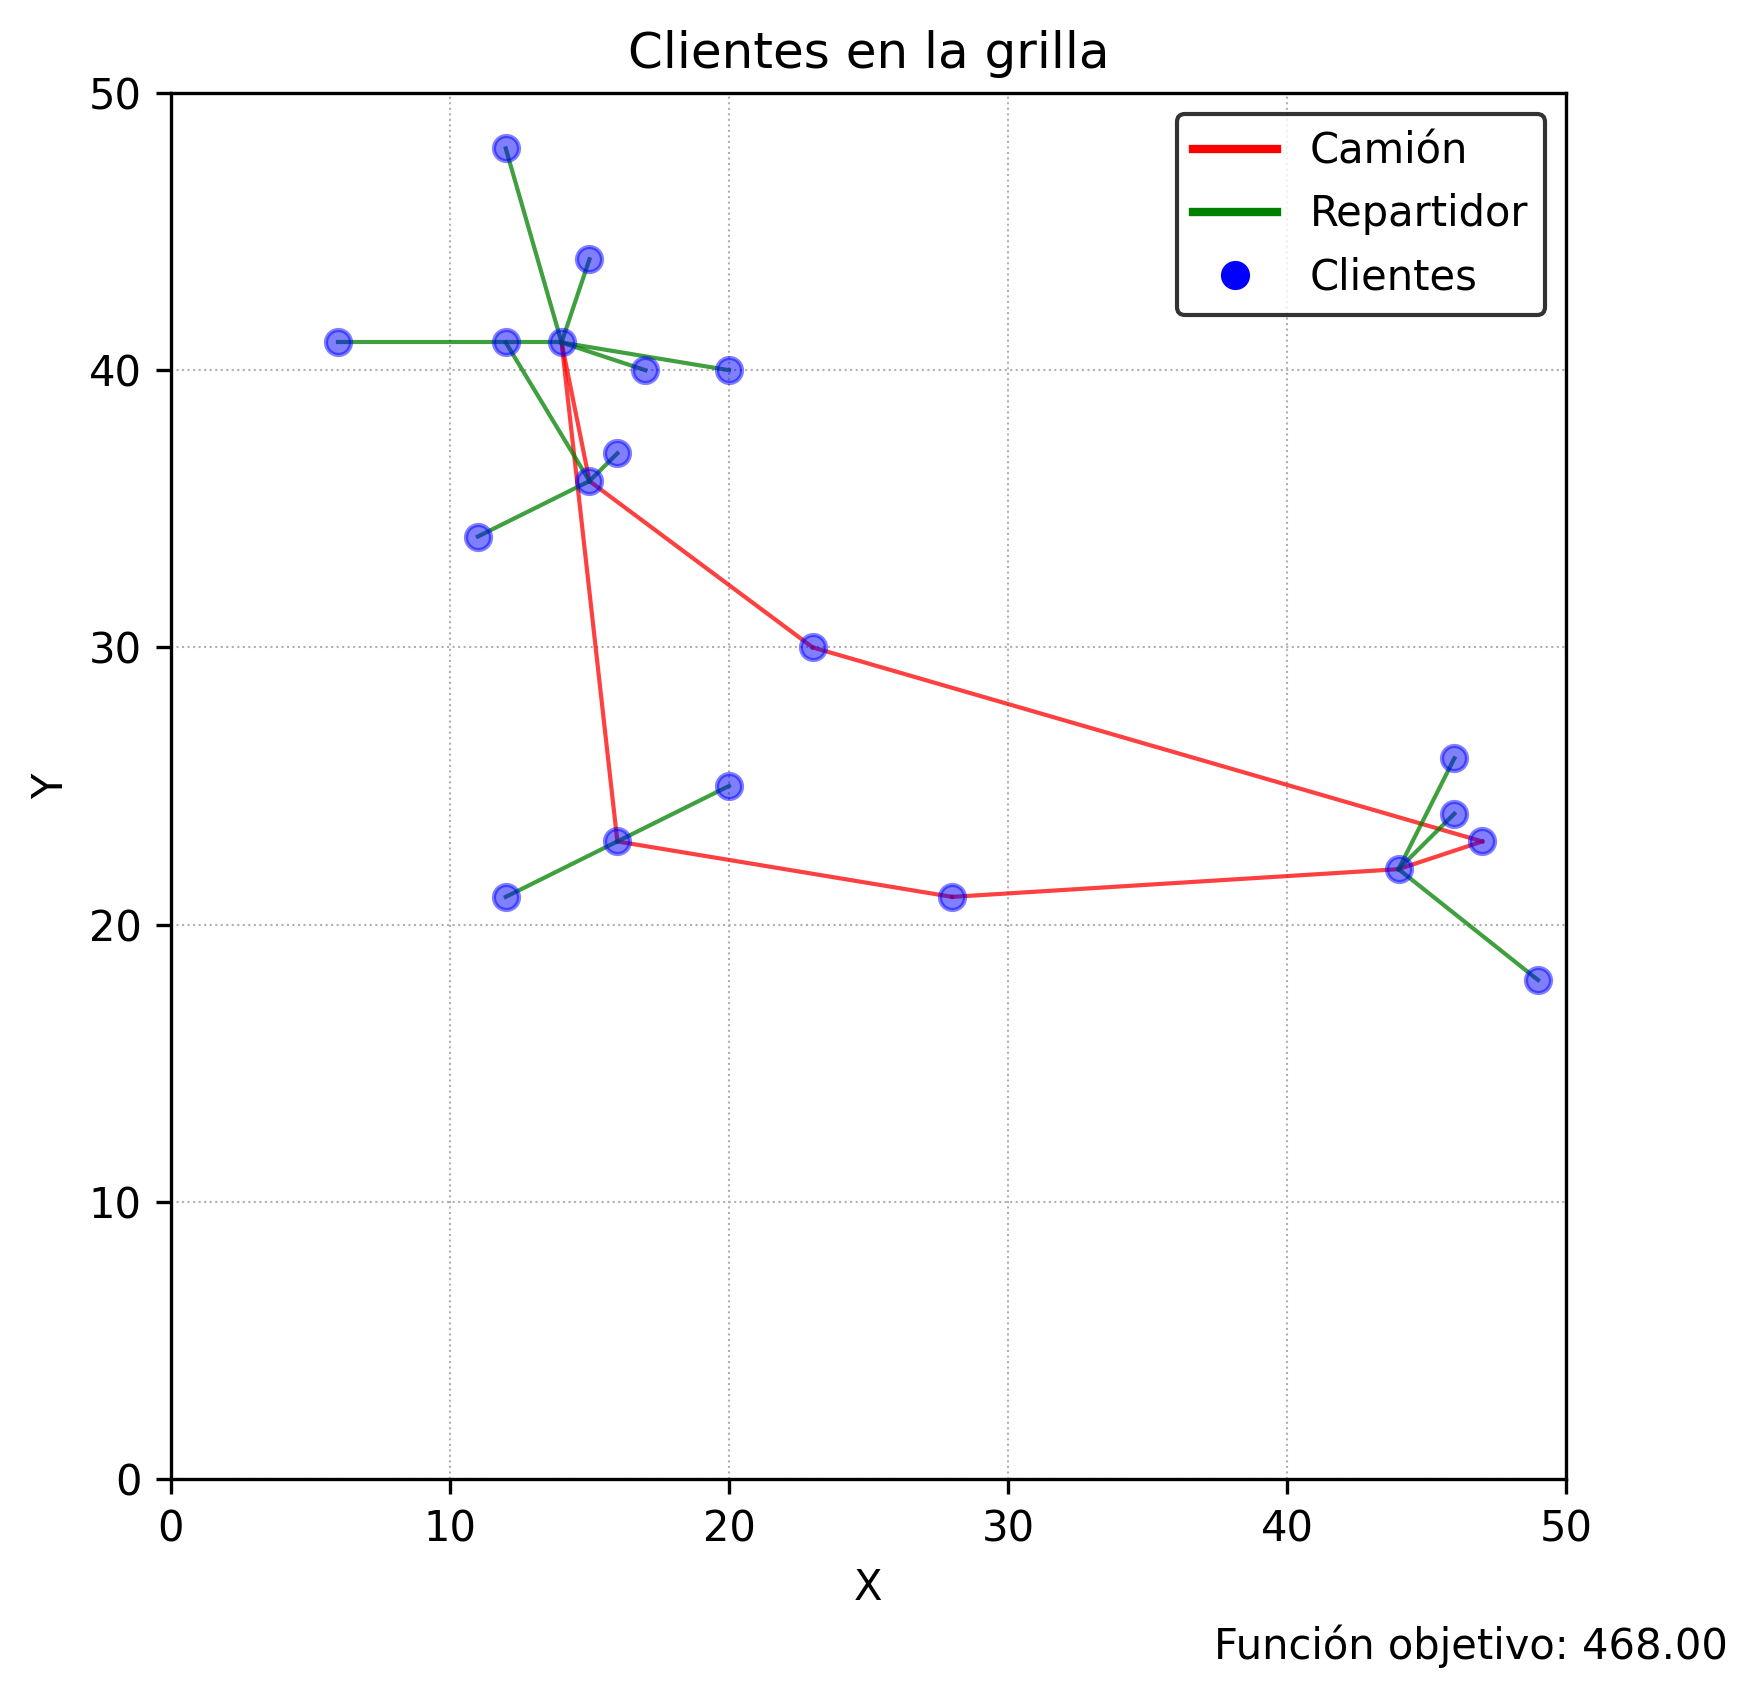 Clientes en la grilla
50
40
30
20
10
0
Y
Camión
Repartidor
Clientes
0 10 20 30 40 50
X
Función objetivo: 468.00